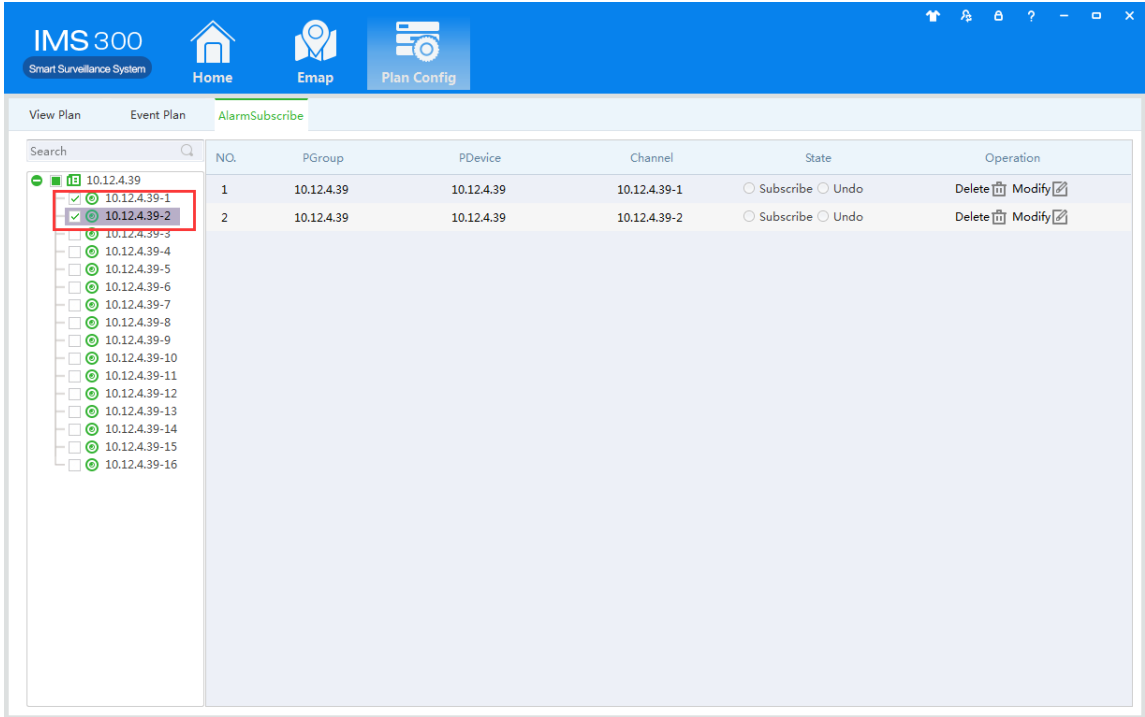 IMS 300
Smart Surveillance System
Home
Emap
Plan Config
?
View Plan
Event Plan
AlarmSubscribe
Search
10.12.4.39
10.12.4.39-1
10.12.4.39-2
10.12.4.39-3
10.12.4.39-4
10.12.4.39-5
10.12.4.39-6
10.12.4.39-7
10.12.4.39-8
10.12.4.39-9
10.12.4.39-10
10.12.4.39-11
10.12.4.39-12
10.12.4.39-13
10.12.4.39-14
10.12.4.39-15
10.12.4.39-16
NO. PGroup PDevice Channel State Operation
1 10.12.4.39 10.12.4.39 10.12.4.39-1 Subscribe Undo Delete Modify
2 10.12.4.39 10.12.4.39 10.12.4.39-2 Subscribe Undo Delete Modify